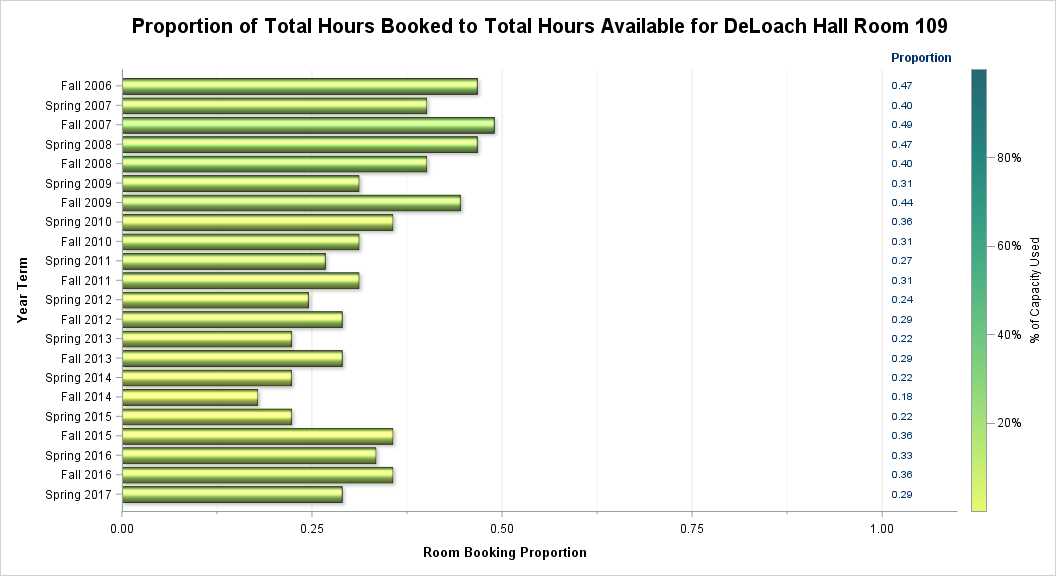 Proportion of Total Hours Booked to Total Hours Available for DeLoach Hall Room 109
Proportion
Fall 2006 0.47
Spring 2007 0.40
Fall 2007 0.49
Spring 2008 0.47
Fall 2008 0.40
Spring 2009 0.31
Fall 2009 0.44
Spring 2010 0.36
Fall 2010 0.31
Spring 2011 0.27
Fall 2011 0.31
Spring 2012 0.24
Fall 2012 0.29
Spring 2013 0.22
Fall 2013 0.29
Spring 2014 0.22
Fall 2014 0.18
Spring 2015 0.22
Fall 2015 0.36
Spring 2016 0.33
Fall 2016 0.36
Spring 2017 0.29
Year Term
0.00 0.25 0.50 0.75 1.00
Room Booking Proportion
80%
60%
40%
20%
% of Capacity Used